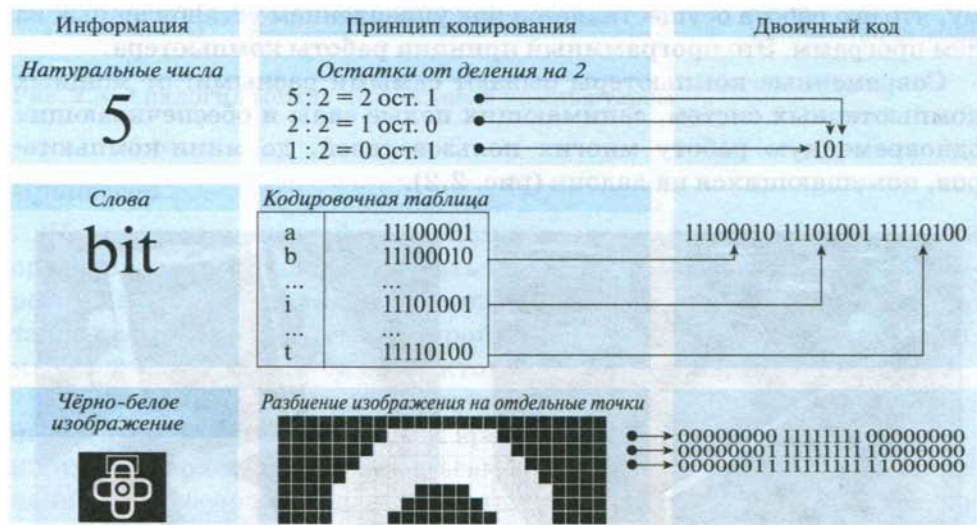 Информация Принцип кодирования Двоичный код
Натуральные числа
5
Остатки от деления на 2
5 : 2 = 2 ост. 1
2 : 2 = 1 ост. 0
1 : 2 = 0 ост. 1
101
Слова
bit
Кодировочная таблица
a 11100001
b 11100010
... ...
i 11101001
... ...
t 11110100
11100010 11101001 11110100
Чёрно-белое
изображение
Разбиение изображения на отдельные точки
00000000 11111111 00000000
00000001 11111111 10000000
00000011 11111111 11000000